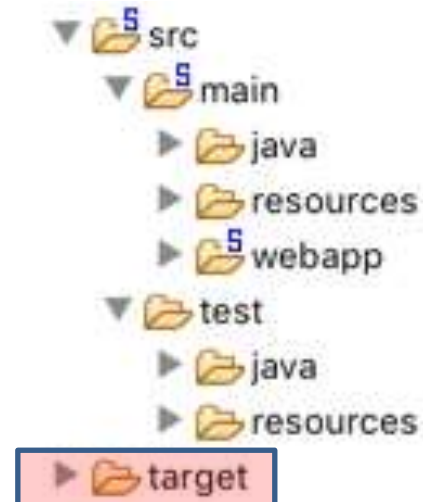 src
main
java
resources
webapp
test
java
resources
target